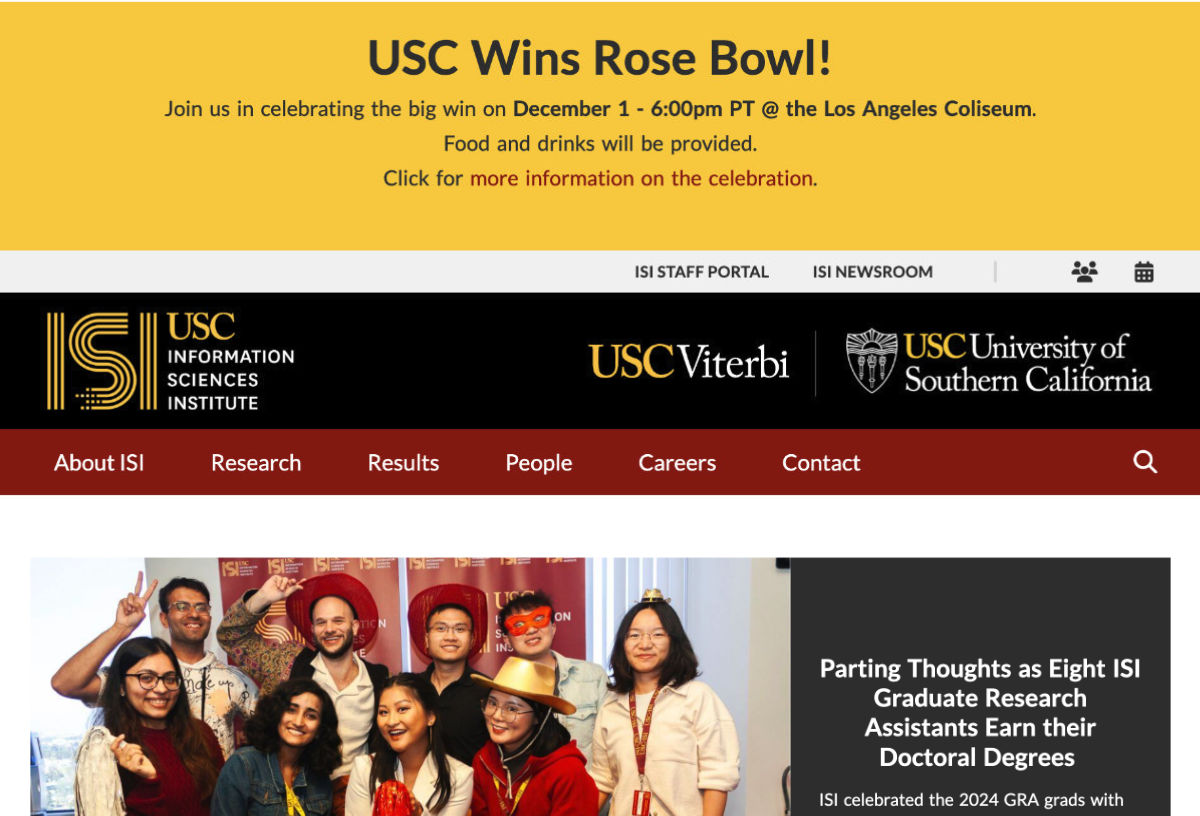 USC Wins Rose Bowl!
Join us in celebrating the big win on December 1 - 6:00pm PT @ the Los Angeles Coliseum.
Food and drinks will be provided.
Click for more information on the celebration.
ISI STAFF PORTAL ISI NEWSROOM
ISI USC
INFORMATION
SCIENCES
INSTITUTE
USC Viterbi
USC University of
Southern California
About ISI Research Results People Careers Contact
Parting Thoughts as Eight ISI
Graduate Research
Assistants Earn their
Doctoral Degrees
ISI celebrated the 2024 GRA grads with